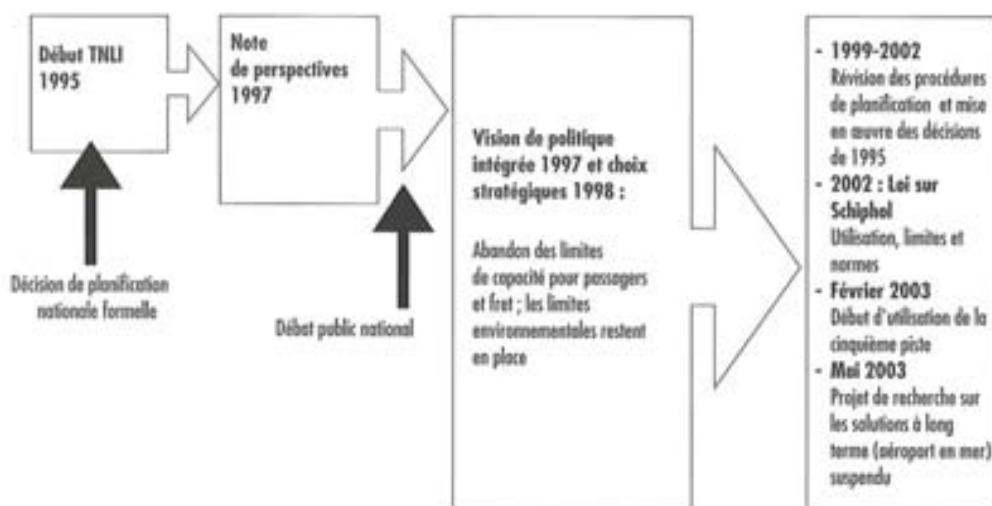 Début TNLI
1995
Décision de planification
nationale formelle
Note
de perspectives
1997
Débat public national
Vision de politique
intégrée 1997 et choix
stratégiques 1998 :
Abandon des limites
de capacité pour passagers
et fret ; les limites
environnementales restent
en place
- 1999-2002
Révision des procédures
de planification et mise
en œuvre des décisions
de 1995
- 2002 : Loi sur
Schiphol
Utilisation, limites et
normes
- Février 2003
Début d'utilisation de la
cinquième piste
- Mai 2003
Projet de recherche sur
les solutions à long
terme (aéroport en mer)
suspendu